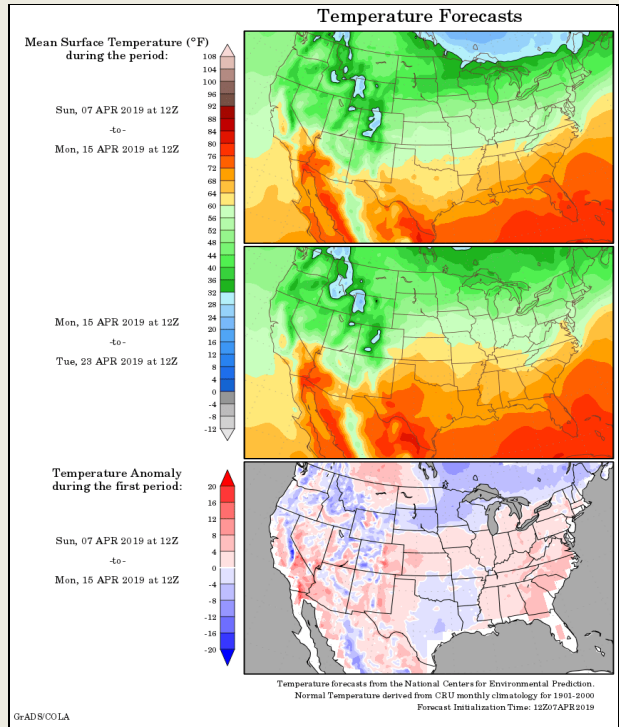 Temperature Forecasts
Mean Surface Temperature (°F)
during the period:
Sun, 07 APR 2019 at 12Z
-to-
Mon, 15 APR 2019 at 12Z
108
104
100
96
92
88
84
80
76
72
68
64
60
56
52
48
44
40
36
32
28
24
20
16
12
8
4
0
-4
-8
-12
Mon, 15 APR 2019 at 12Z
-to-
Tue, 23 APR 2019 at 12Z
Temperature Anomaly
during the first period:
Sun, 07 APR 2019 at 12Z
-to-
Mon, 15 APR 2019 at 12Z
20
16
12
8
4
0
-4
-8
-12
-16
-20
Temperature forecasts from the National Centers for Environmental Prediction.
Normal Temperature derived from CRU monthly climatology for 1901-2000
Forecast Initialization Time: 12Z07APR2019
GrADS/COLA